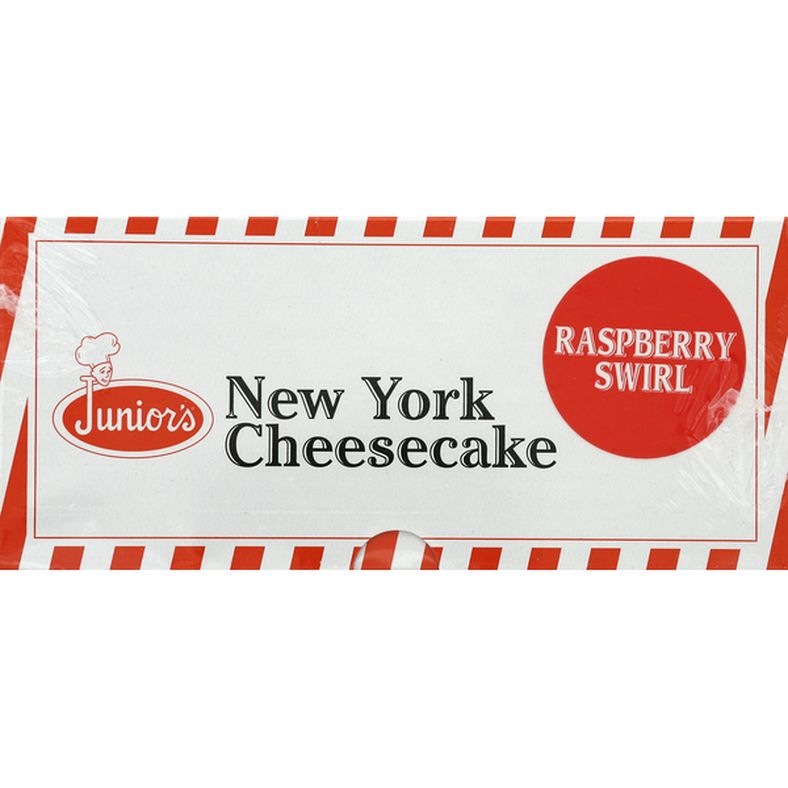 Junior's
New York
Cheesecake
RASPBERRY
SWIRL